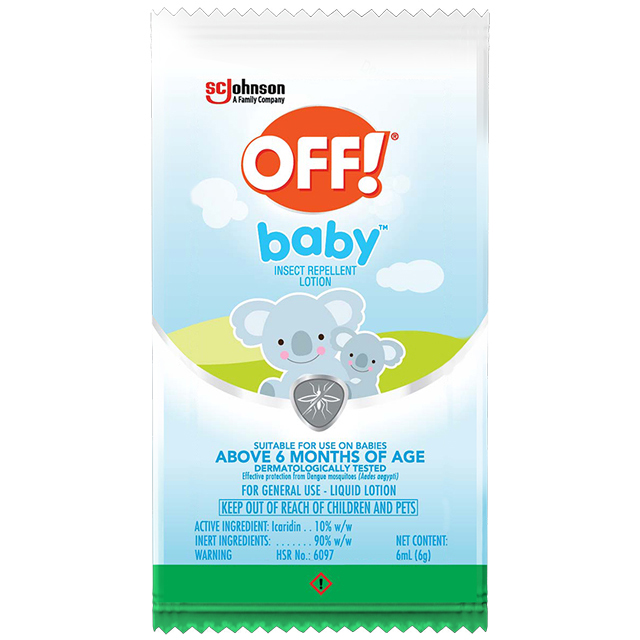 SCJohnson
A Family Company
OFF!®
baby™
INSECT REPELLENT
LOTION
SUITABLE FOR USE ON BABIES
ABOVE 6 MONTHS OF AGE
DERMATOLOGICALLY TESTED
Effective protection from Dengue mosquitoes (Aedes aegypti)
FOR GENERAL USE - LIQUID LOTION
KEEP OUT OF REACH OF CHILDREN AND PETS
ACTIVE INGREDIENT: Icaridin . . 10% w/w
INERT INGREDIENTS: . . . . . . . 90% w/w
NET CONTENT:
WARNING HSR No.: 6097
6mL (6g)
!